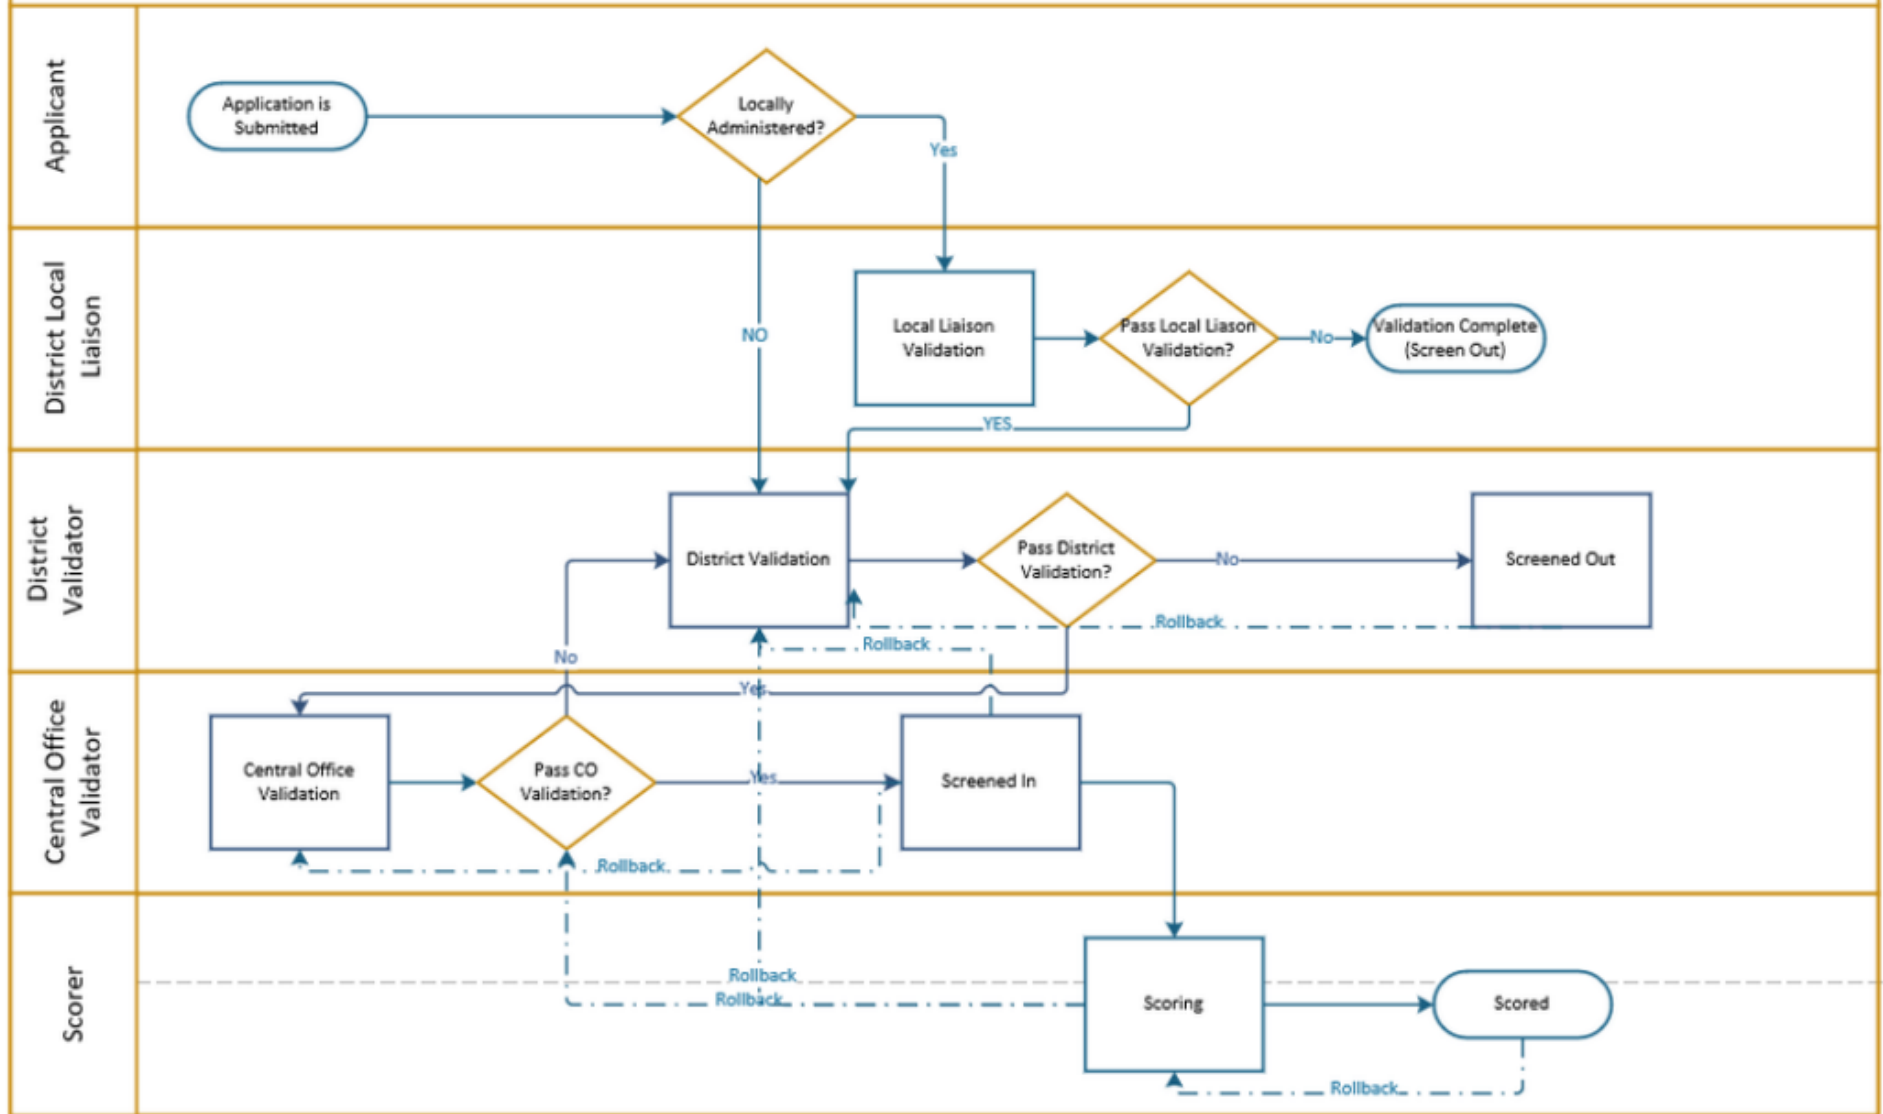 Applicant
Application is
Submitted
Locally
Administered?
Yes
District Local
Liaison
NO
Local Liaison
Validation
Pass Local Liason
Validation?
No
Validation Complete
(Screen Out)
YES
District
Validator
District Validation
Pass District
Validation?
No
Screened Out
Rollback
Rollback
No
Central Office
Validator
Yes
Central Office
Validation
Pass CO
Validation?
Yes
Screened In
Rollback
Scorer
Rollback
Rollback
Scoring
Scored
Rollback